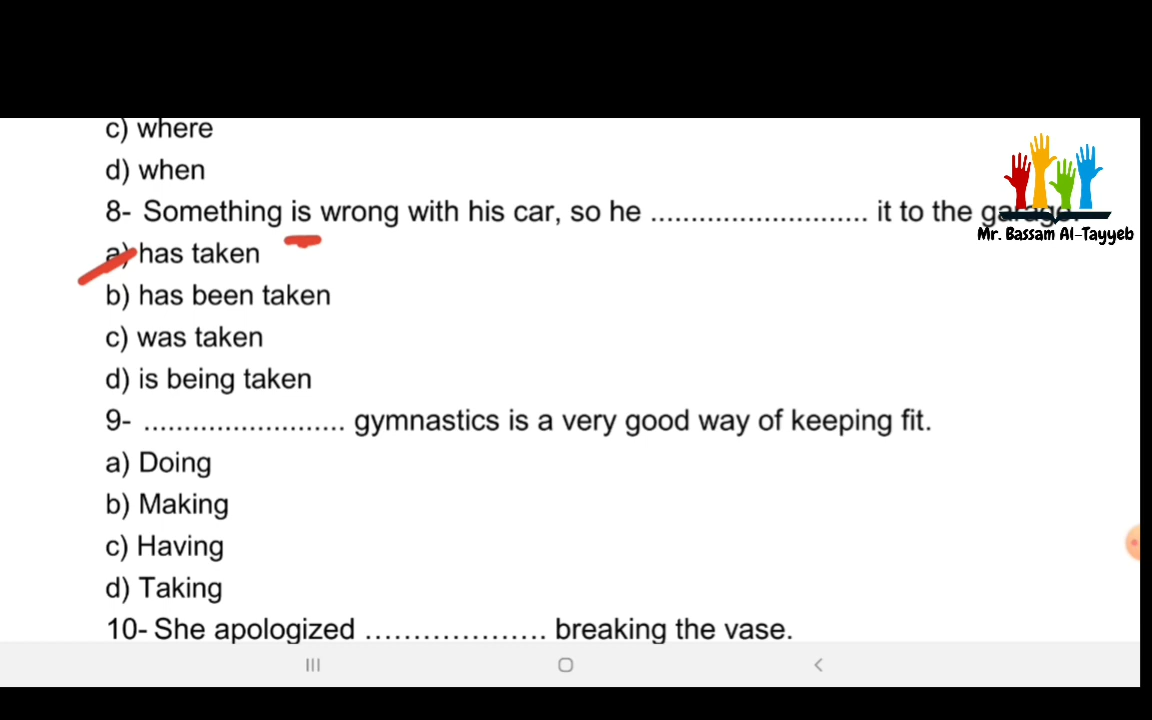 c) where
d) when
8- Something is wrong with his car, so he ........................... it to the garage.
Mr. Bassam Al-Tayyeb
a) has taken
b) has been taken
c) was taken
d) is being taken
9- ......................... gymnastics is a very good way of keeping fit.
a) Doing
b) Making
c) Having
d) Taking
10- She apologized .................... breaking the vase.